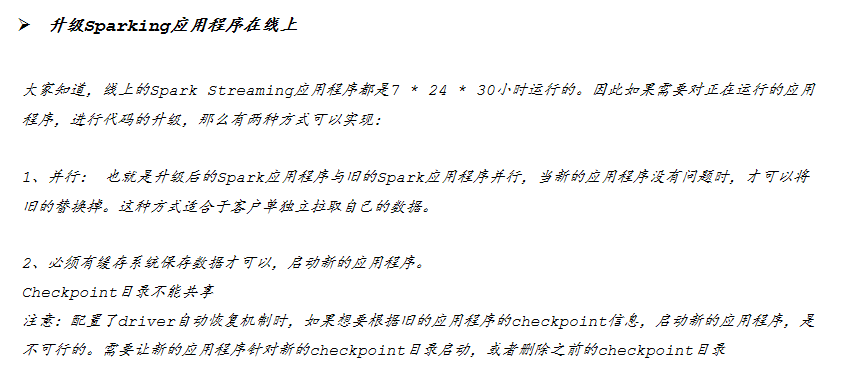 ➢ 升级Sparking应用程序在线上
大家知道, 线上的Spark Streaming应用程序都是7 * 24 * 30小时运行的。因此如果需要对正在运行的应用
程序, 进行代码的升级, 那么有两种方式可以实现:
1、并行: 也就是升级后的Spark应用程序与旧的Spark应用程序并行, 当新的应用程序没有问题时, 才可以将
旧的替换掉。这种方式适合于客户单独立拉取自己的数据。
2、必须有缓存系统保存数据才可以, 启动新的应用程序。
Checkpoint目录不能共享
注意: 配置了driver自动恢复机制时, 如果想要根据旧的应用程序的checkpoint信息, 启动新的应用程序, 是
不可行的。需要让新的应用程序针对新的checkpoint目录启动, 或者删除之前的checkpoint目录